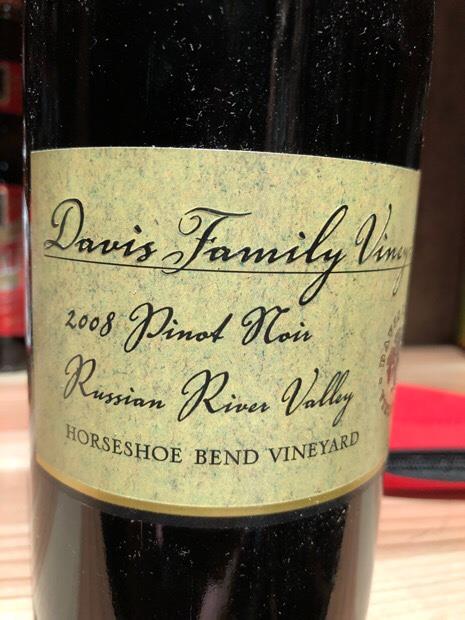 Davis Family Viney
2008 Pinot Noir
Russian River Valley
HORSESHOE BEND VINEYARD